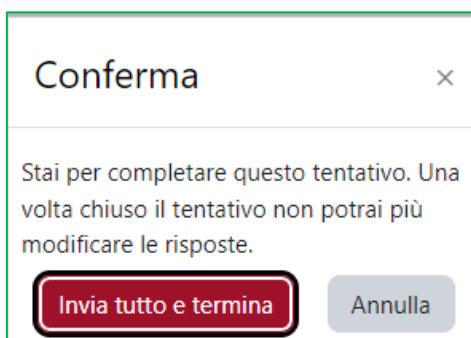 Conferma ×
Stai per completare questo tentativo. Una
volta chiuso il tentativo non potrai più
modificare le risposte.
Invia tutto e termina Annulla